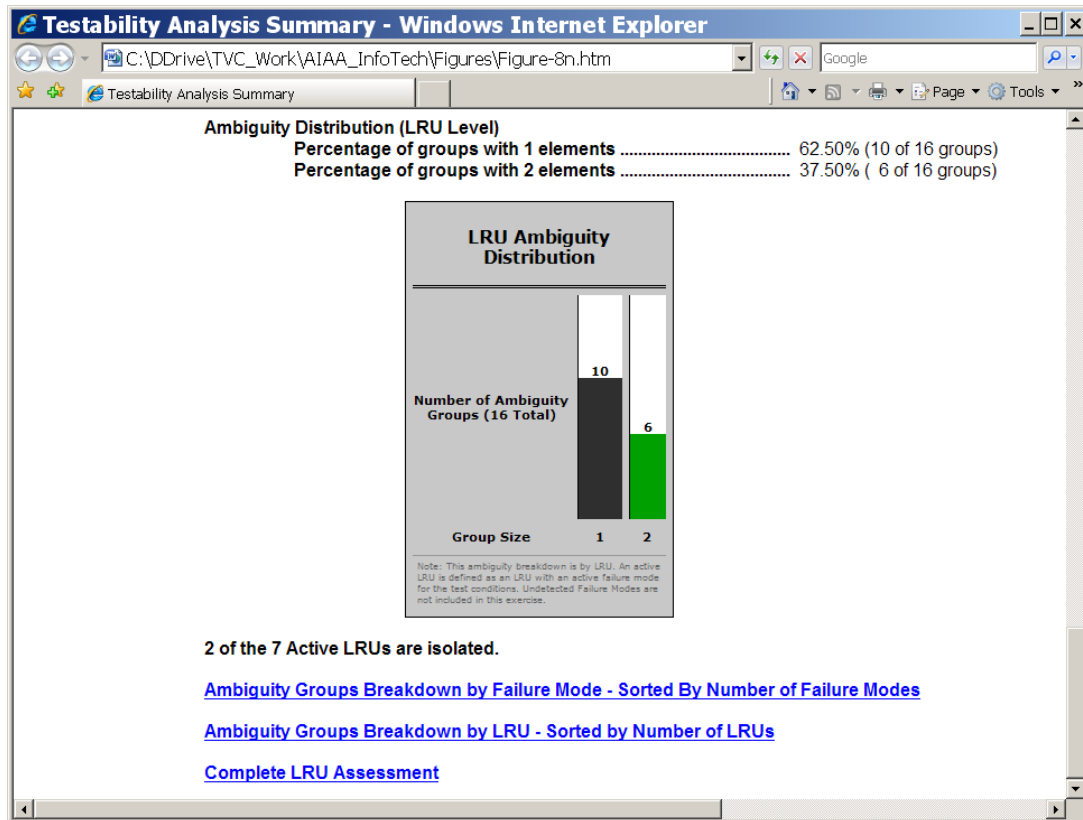 Testability Analysis Summary - Windows Internet Explorer
C:\DDrive\TVC_Work\AIAA_InfoTech\Figures\Figure-8n.htm
Google
Testability Analysis Summary
Page
Tools
»
Ambiguity Distribution (LRU Level)
Percentage of groups with 1 elements ...................................... 62.50% (10 of 16 groups)
Percentage of groups with 2 elements ...................................... 37.50% ( 6 of 16 groups)
LRU Ambiguity
Distribution
10
Number of Ambiguity
Groups (16 Total)
6
Group Size 1 2
Note: This ambiguity breakdown is by LRU. An active
LRU is defined as an LRU with an active failure mode
for the test conditions. Undetected Failure Modes are
not included in this exercise.
2 of the 7 Active LRUs are isolated.
Ambiguity Groups Breakdown by Failure Mode - Sorted By Number of Failure Modes
Ambiguity Groups Breakdown by LRU - Sorted by Number of LRUs
Complete LRU Assessment